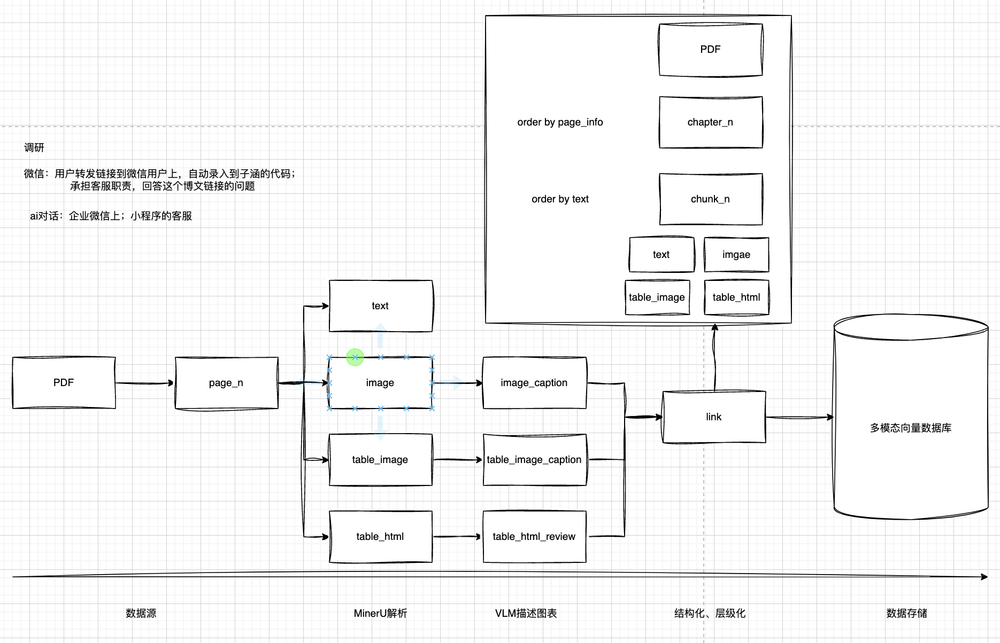 PDF
order by page_info
chapter_n
调研
微信：用户转发链接到微信用户上，自动录入到子涵的代码；
承担客服职责，回答这个博文链接的问题
order by text
chunk_n
ai对话：企业微信上；小程序的客服
text
imgae
table_image
table_html
text
PDF
page_n
image
image_caption
link
多模态向量数据库
table_image
table_image_caption
table_html
table_html_review
数据源
MinerU解析
VLM描述图表
结构化、层级化
数据存储